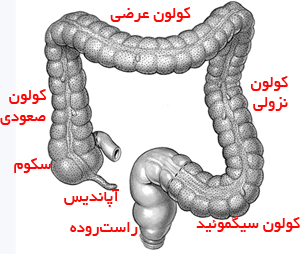 کولون عرضی
کولون
نزولی
کولون
صعودی
سکوم
آپاندیس
راست‌روده
کولون سیگموئید